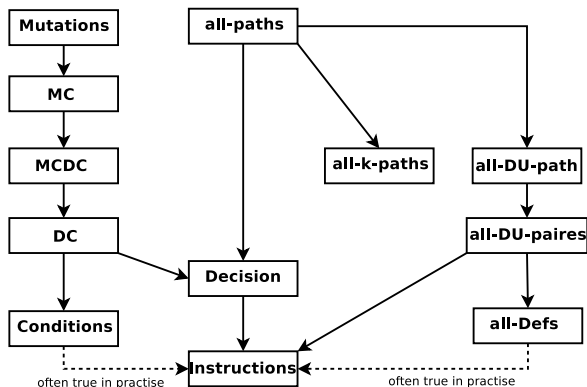 Mutations
all-paths
MC
MCDC
all-k-paths
all-DU-path
DC
all-DU-paires
Decision
Conditions
all-Defs
Instructions
often true in practise
often true in practise